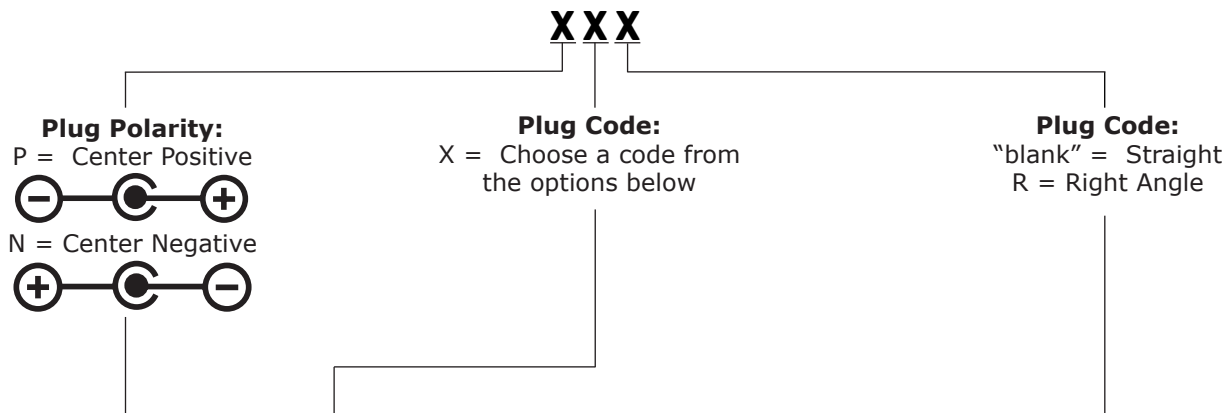 X X X
Plug Polarity:
P = Center Positive
− +
N = Center Negative
+ −
Plug Code:
X = Choose a code from
the options below
Plug Code:
“blank” = Straight
R = Right Angle